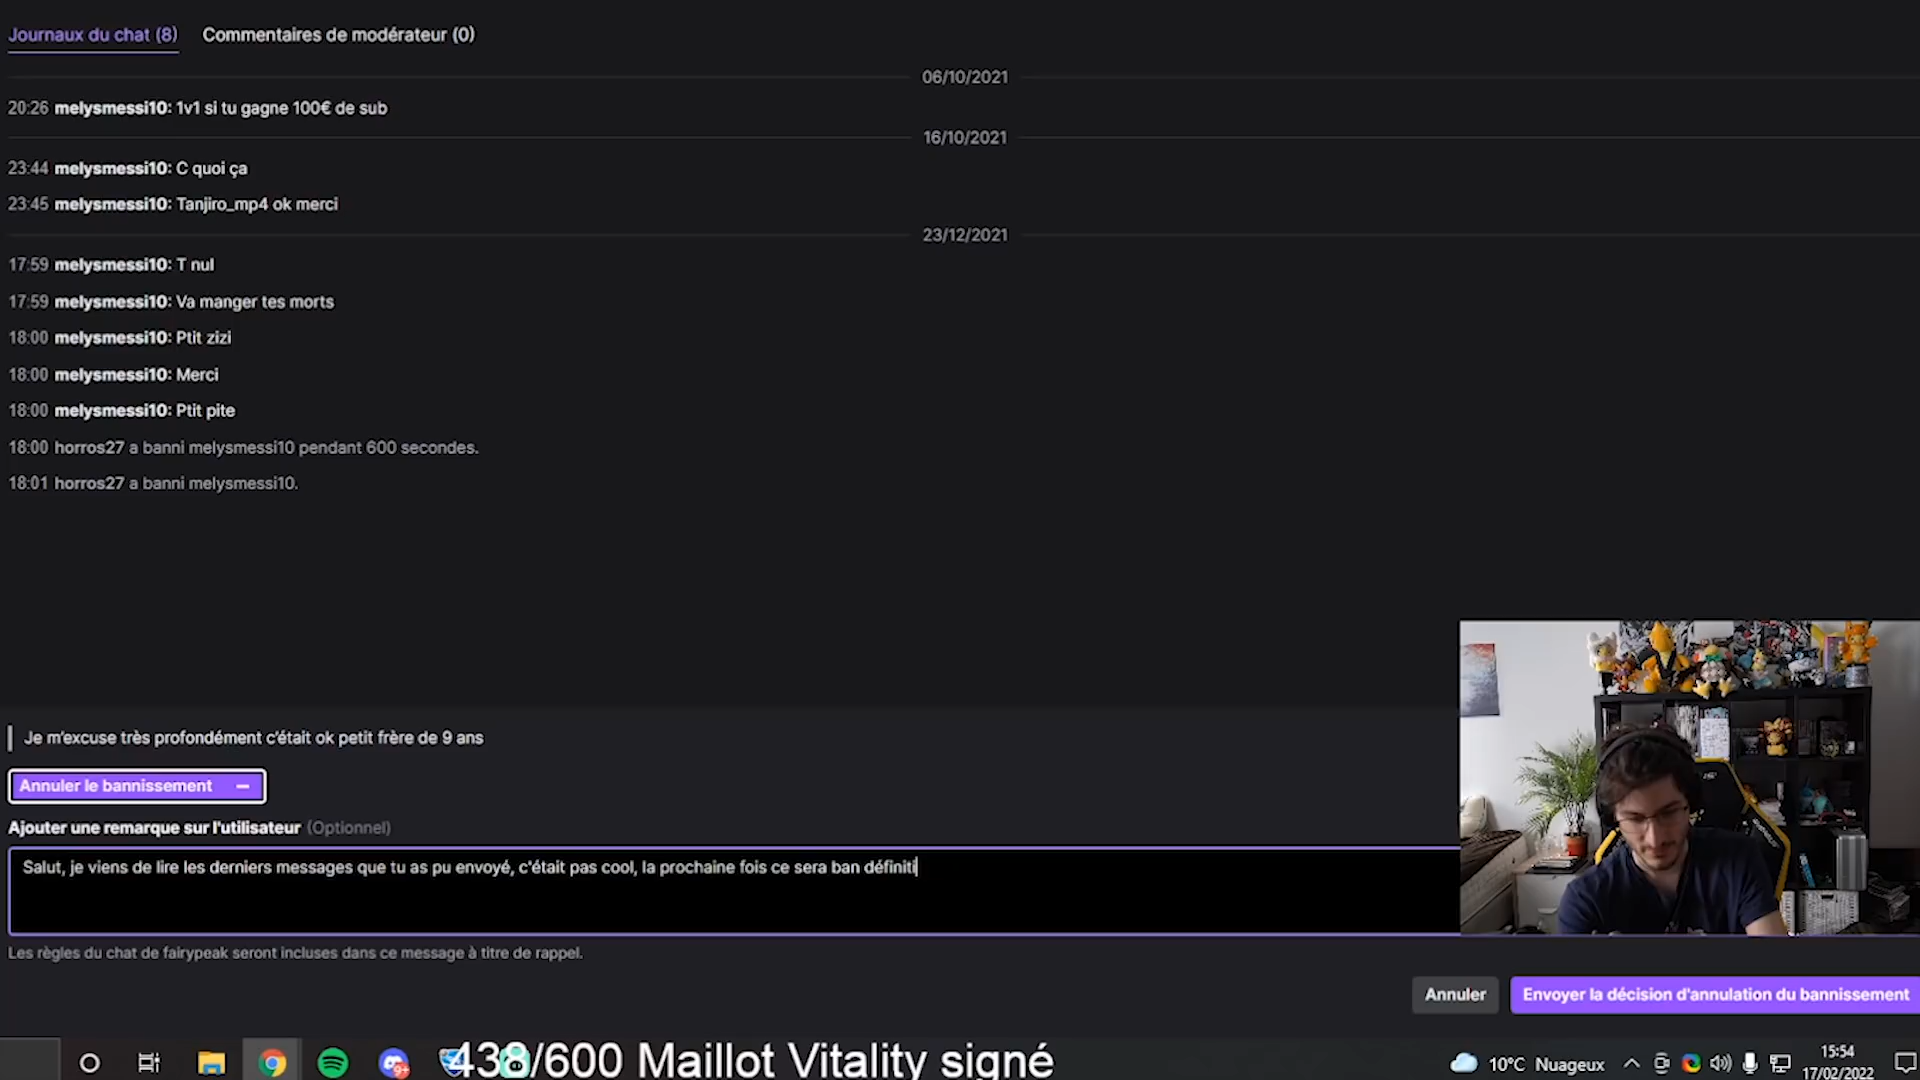 Journaux du chat (8) Commentaires de modérateur (0)
06/10/2021
20:26 melysmessi10: 1v1 si tu gagne 100€ de sub
16/10/2021
23:44 melysmessi10: C quoi ça
23:45 melysmessi10: Tanjiro_mp4 ok merci
23/12/2021
17:59 melysmessi10: T nul
17:59 melysmessi10: Va manger tes morts
18:00 melysmessi10: Ptit zizi
18:00 melysmessi10: Merci
18:00 melysmessi10: Ptit pite
18:00 horros27 a banni melysmessi10 pendant 600 secondes.
18:01 horros27 a banni melysmessi10.
Je m'excuse très profondément c'était ok petit frère de 9 ans
Annuler le bannissement
Ajouter une remarque sur l'utilisateur (Optionnel)
Salut, je viens de lire les derniers messages que tu as pu envoyé, c'était pas cool, la prochaine fois ce sera ban définiti
Les règles du chat de fairypeak seront incluses dans ce message à titre de rappel.
Annuler Envoyer la décision d'annulation du bannissement
9+ 438/600 Maillot Vitality signé 10°C Nuageux 15:54
17/02/2022